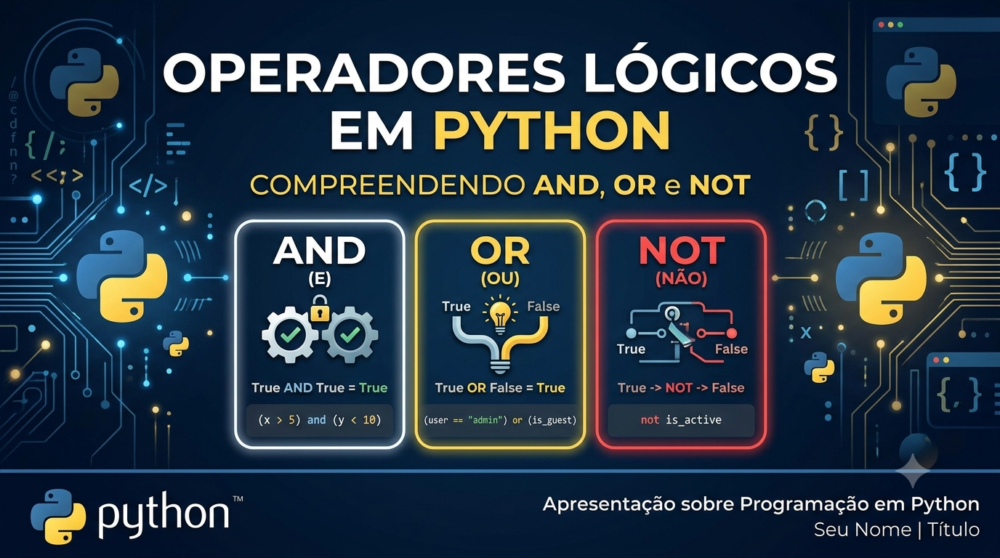 OPERADORES LÓGICOS
EM PYTHON
COMPREENDENDO AND, OR e NOT
AND
(E)
True AND True = True
(x > 5) and (y < 10)
OR
(OU)
True False
True OR False = True
(user == "admin") or (is_guest)
NOT
(NÃO)
True False
True -> NOT -> False
not is_active
/
@
c
d
f
n
n
?
{/;
<<;>
</>
{}
[]
{}
x
{,}
python™
Apresentação sobre Programação em Python
Seu Nome | Título